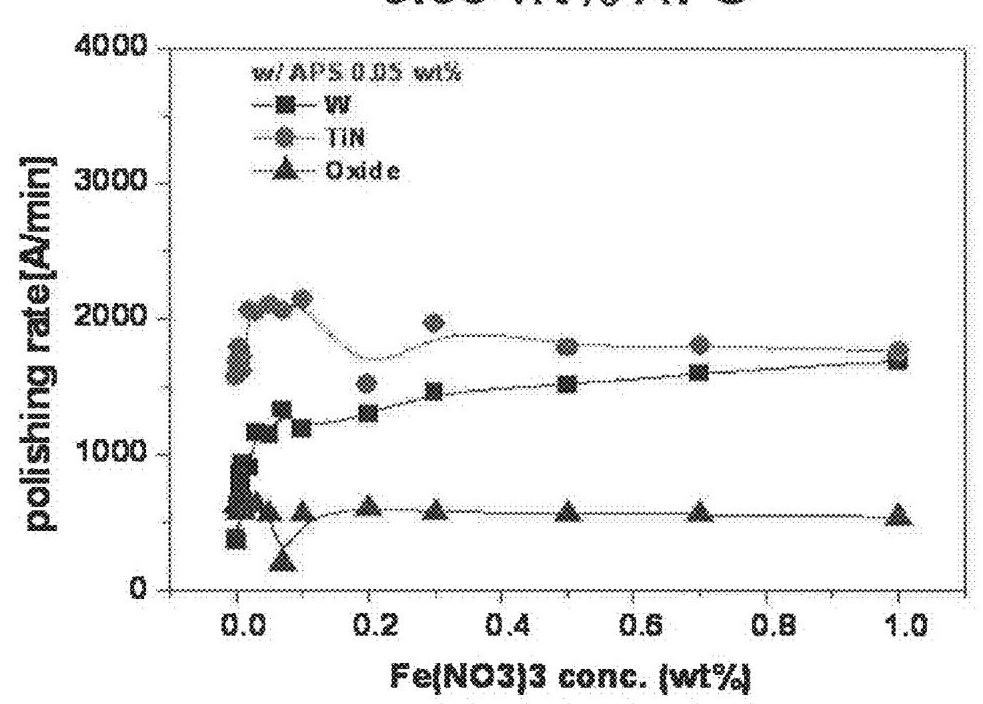 4000
w/ APS 0.05 wt%
W
TiN
Oxide
3000
2000
1000
0
polishing rate[A/min]
0.0 0.2 0.4 0.6 0.8 1.0
Fe(NO3)3 conc. (wt%)